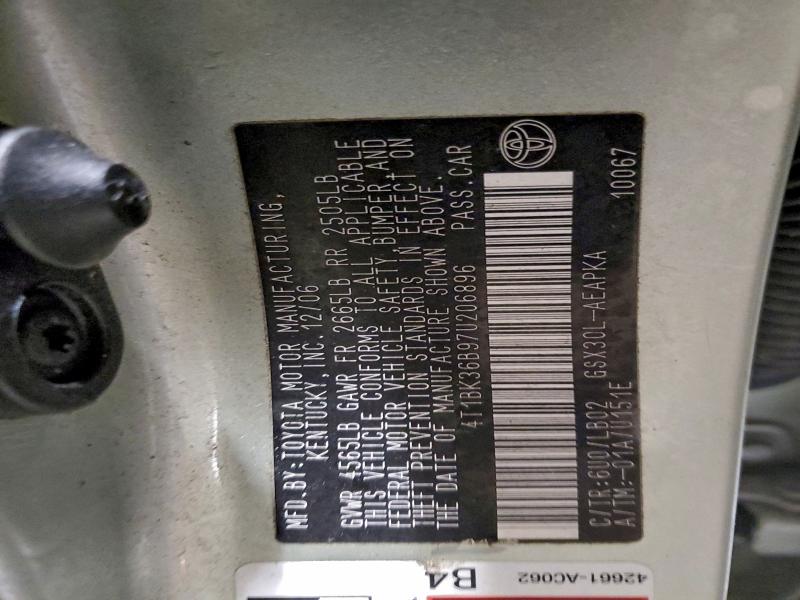 MFD.BY:TOYOTA MOTOR MANUFACTURING,
KENTUCKY, INC. 12/06
GVWR 4565LB GAWR FR 2665LB RR 2505LB
THIS VEHICLE CONFORMS TO ALL APPLICABLE
FEDERAL MOTOR VEHICLE SAFETY, BUMPER, AND
THEFT PREVENTION STANDARDS IN EFFECT ON
THE DATE OF MANUFACTURE SHOWN ABOVE.
4T1BK36B97U206896 PASS.CAR
C/TR:6U0/LB02 GSX30L-AEAPKA
A/TM:-01A/U151E 10067
42661-AC062
B4